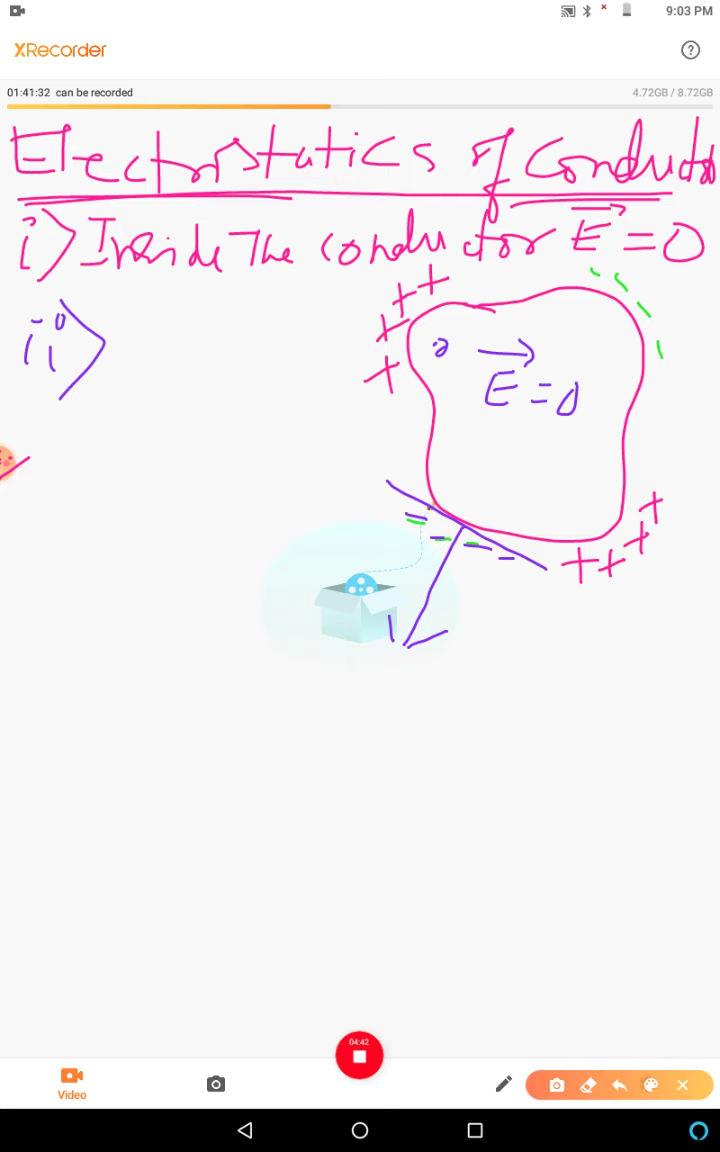 9:03 PM
XRecorder
01:41:32 can be recorded
4.72GB / 8.72GB
Electrostatics of Conducto
i) Inside The conductor E⃗ = 0
ii)
+ + + +
E⃗ = 0
+ + + +
04:42
Video